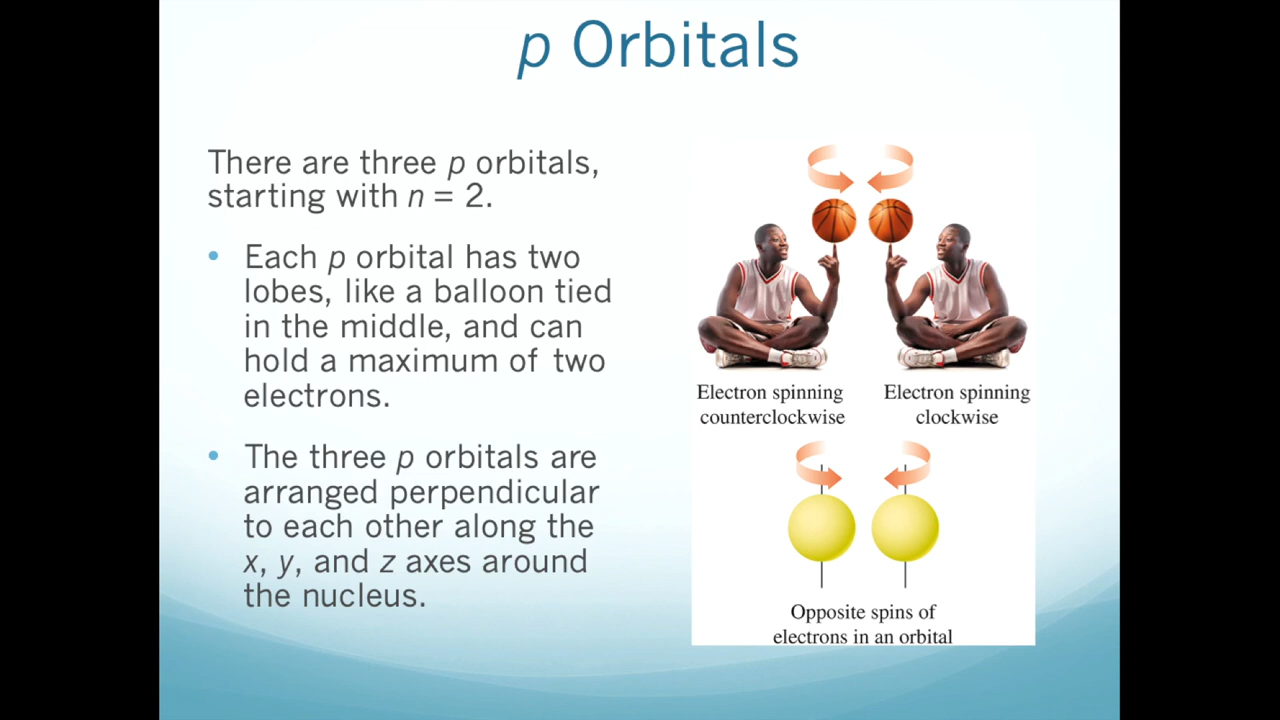 p Orbitals
There are three p orbitals,
starting with n = 2.
• Each p orbital has two
lobes, like a balloon tied
in the middle, and can
hold a maximum of two
electrons.
• The three p orbitals are
arranged perpendicular
to each other along the
x, y, and z axes around
the nucleus.
Electron spinning
counterclockwise
Electron spinning
clockwise
Opposite spins of
electrons in an orbital